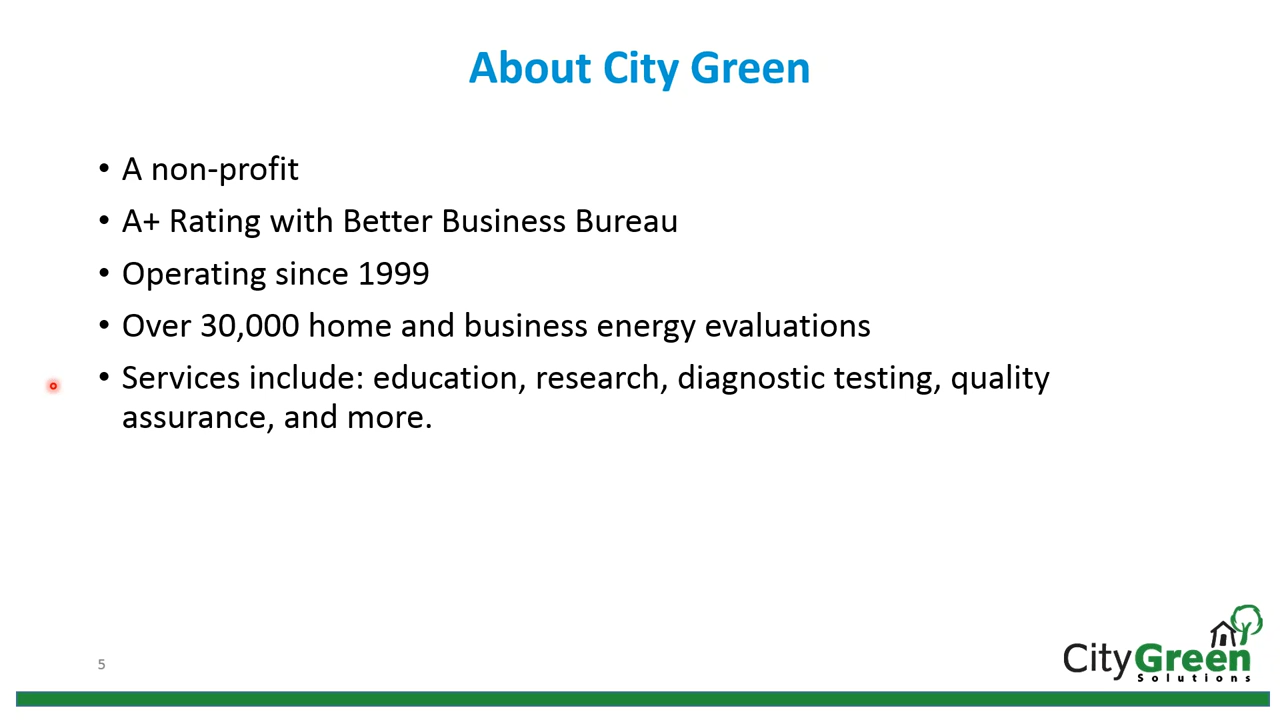 About City Green
• A non-profit
• A+ Rating with Better Business Bureau
• Operating since 1999
• Over 30,000 home and business energy evaluations
• Services include: education, research, diagnostic testing, quality
assurance, and more.
5
CityGreen
Solutions